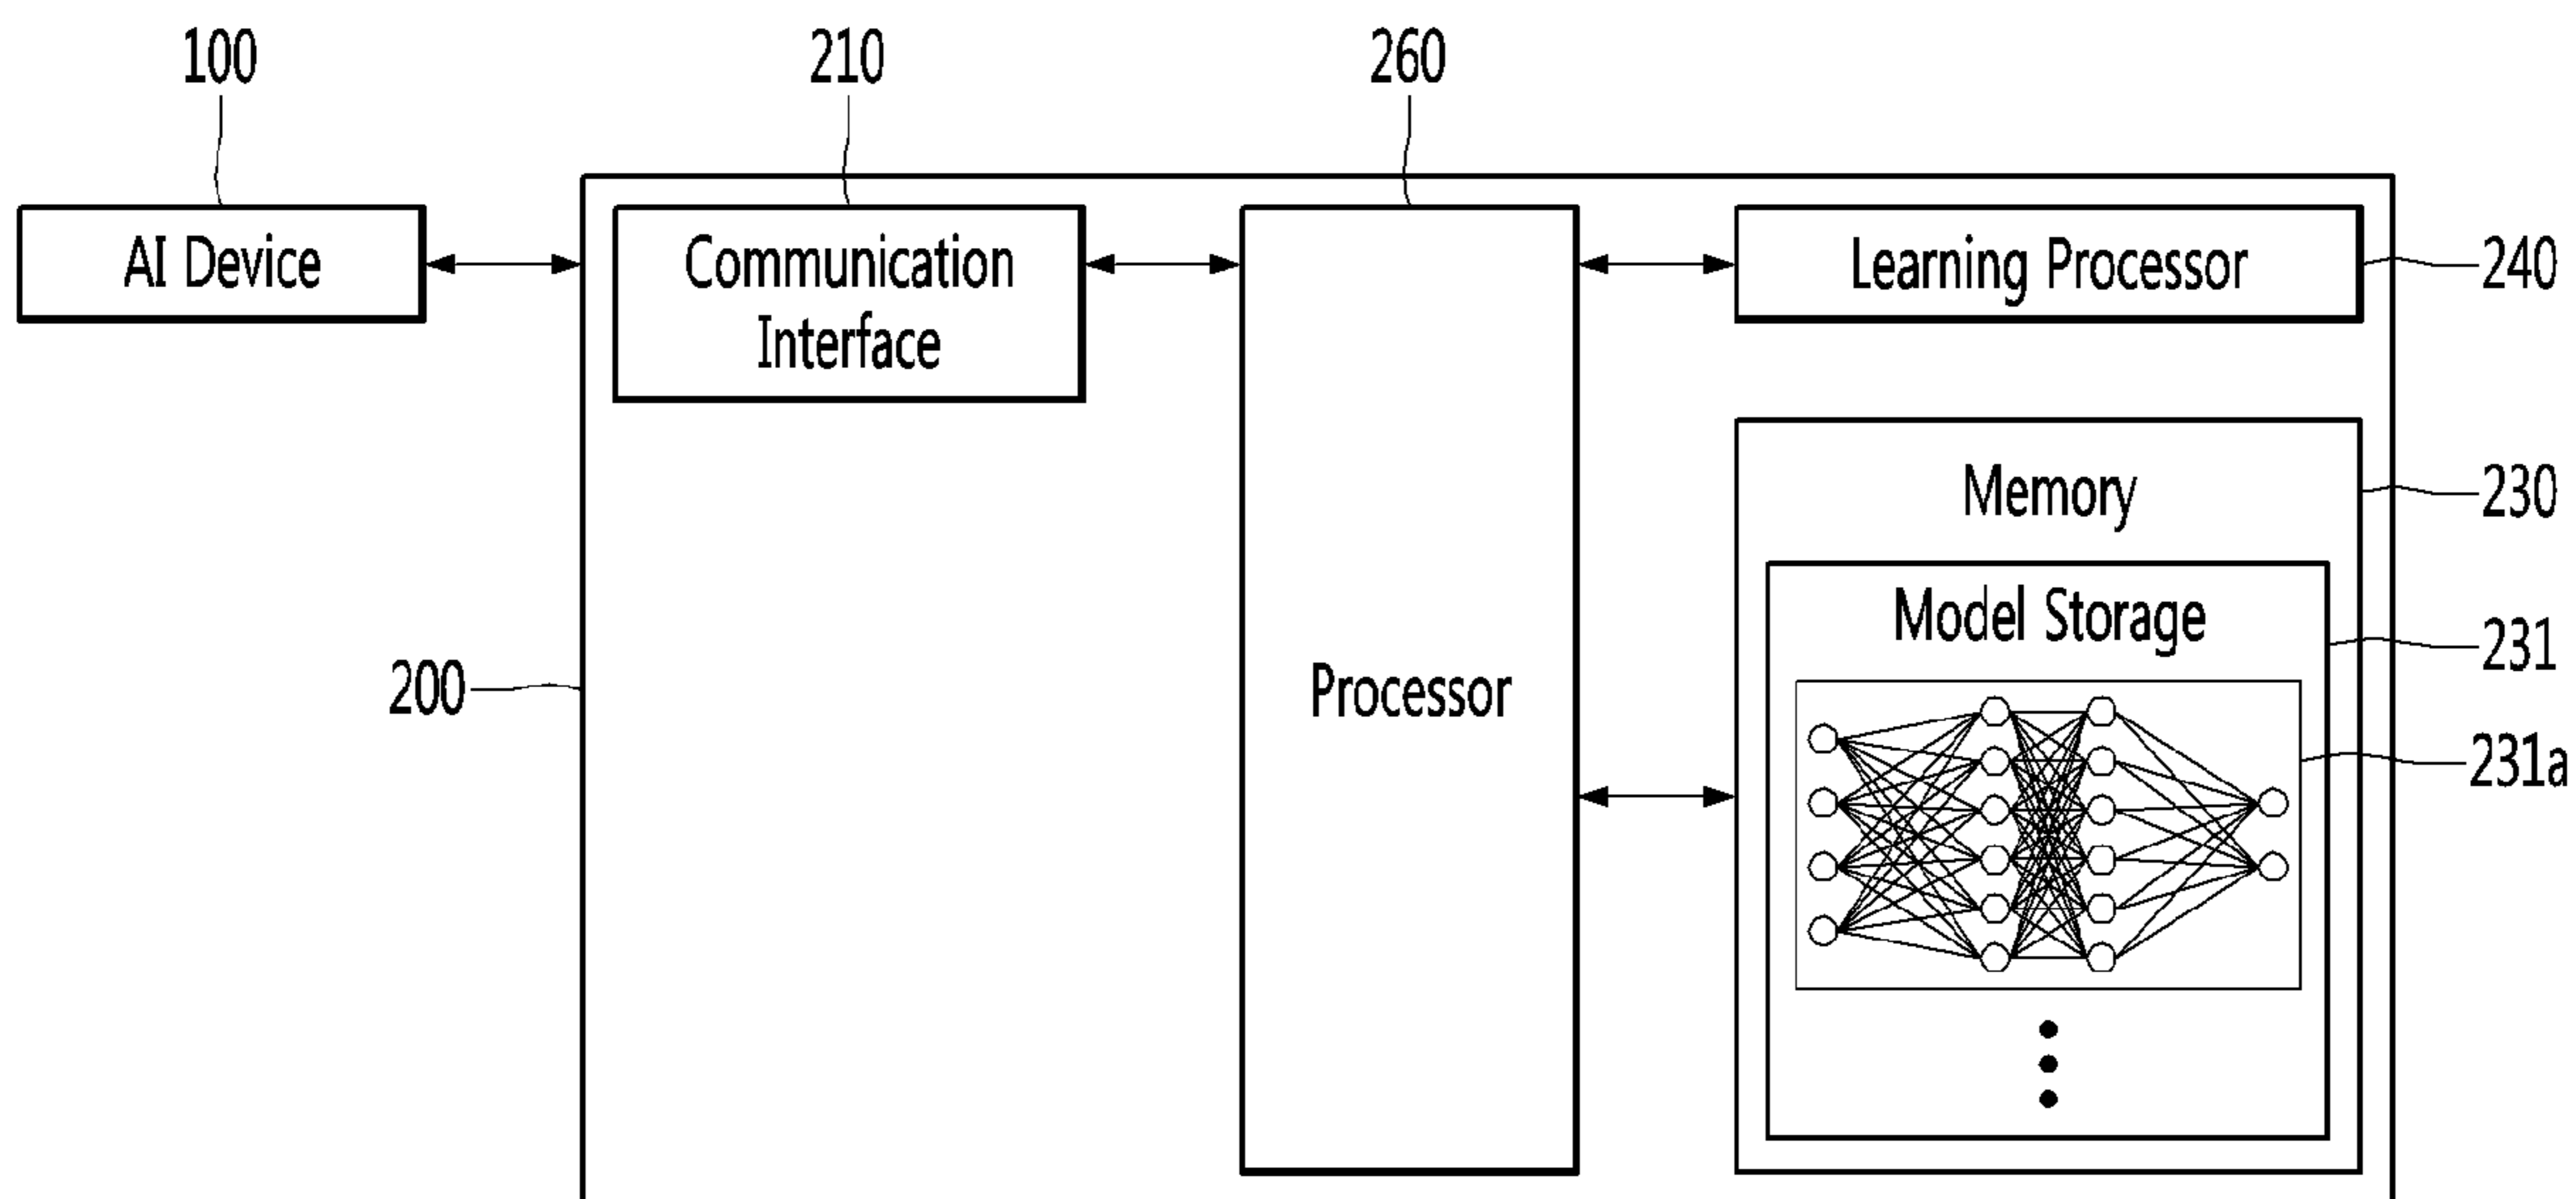 100
210
260
AI Device
Communication
Interface
Learning Processor
240
Memory
230
Model Storage
231
200
Processor
231a